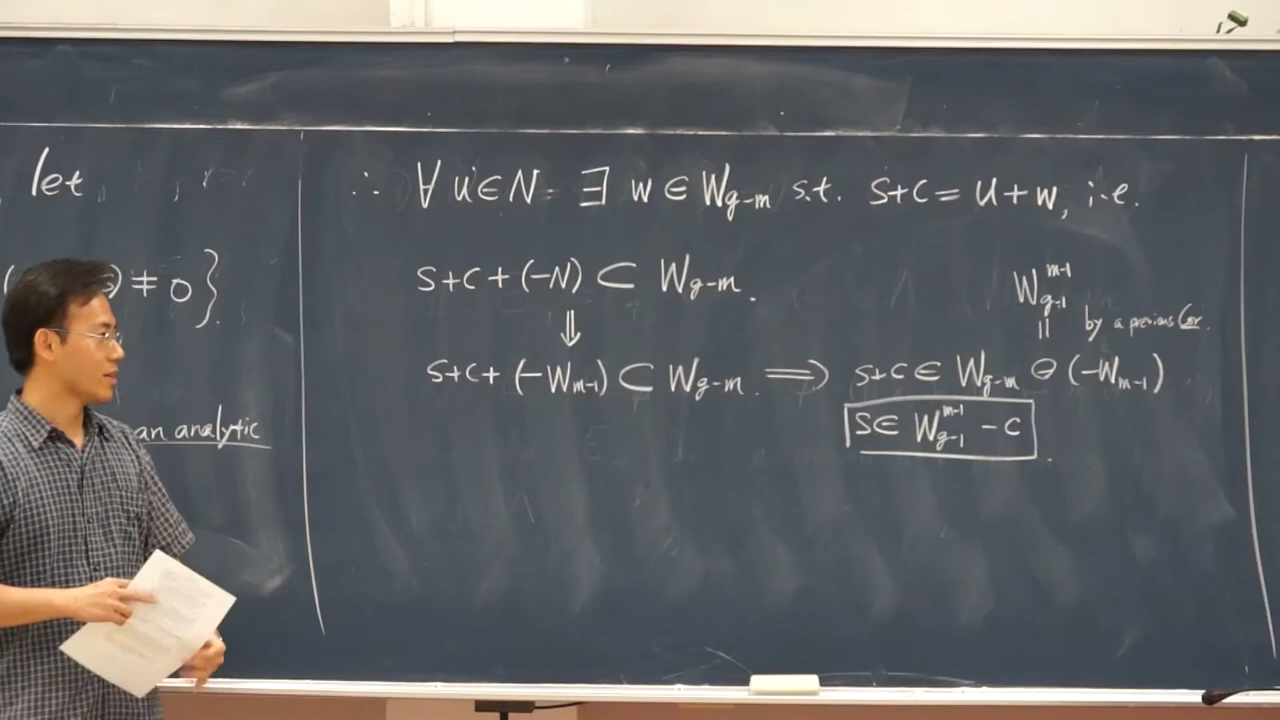 let
≠ 0}.
an analytic
∴ ∀ u ∈ N ∃ w ∈ W_{g-m} s.t. s+c = u+w, i.e.
s+c+(-N) ⊂ W_{g-m}.
⇓
W_{g-1}^{m-1}
|| by a previous Cor.
s+c+(-W_{m-1}) ⊂ W_{g-m}. ⟹ s+c ∈ W_{g-m} ⊖ (-W_{m-1})
s ∈ W_{g-1}^{m-1} - c.